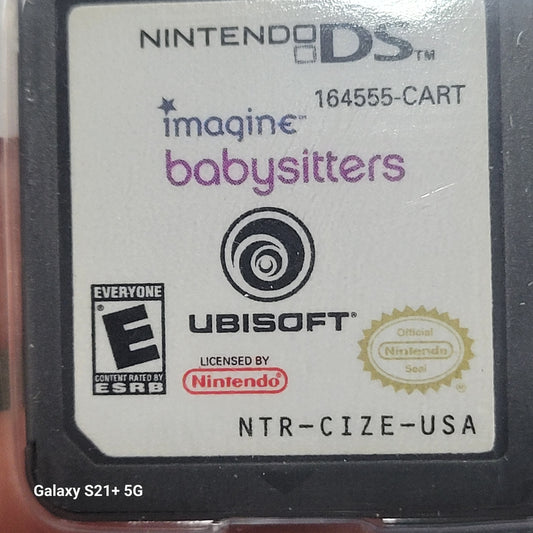 NINTENDO DS™
164555-CART
imagine™
babysitters
UBISOFT®
EVERYONE
E
CONTENT RATED BY
ESRB
LICENSED BY
Nintendo®
Official
Nintendo
Seal
NTR-CIZE-USA
Galaxy S21+ 5G